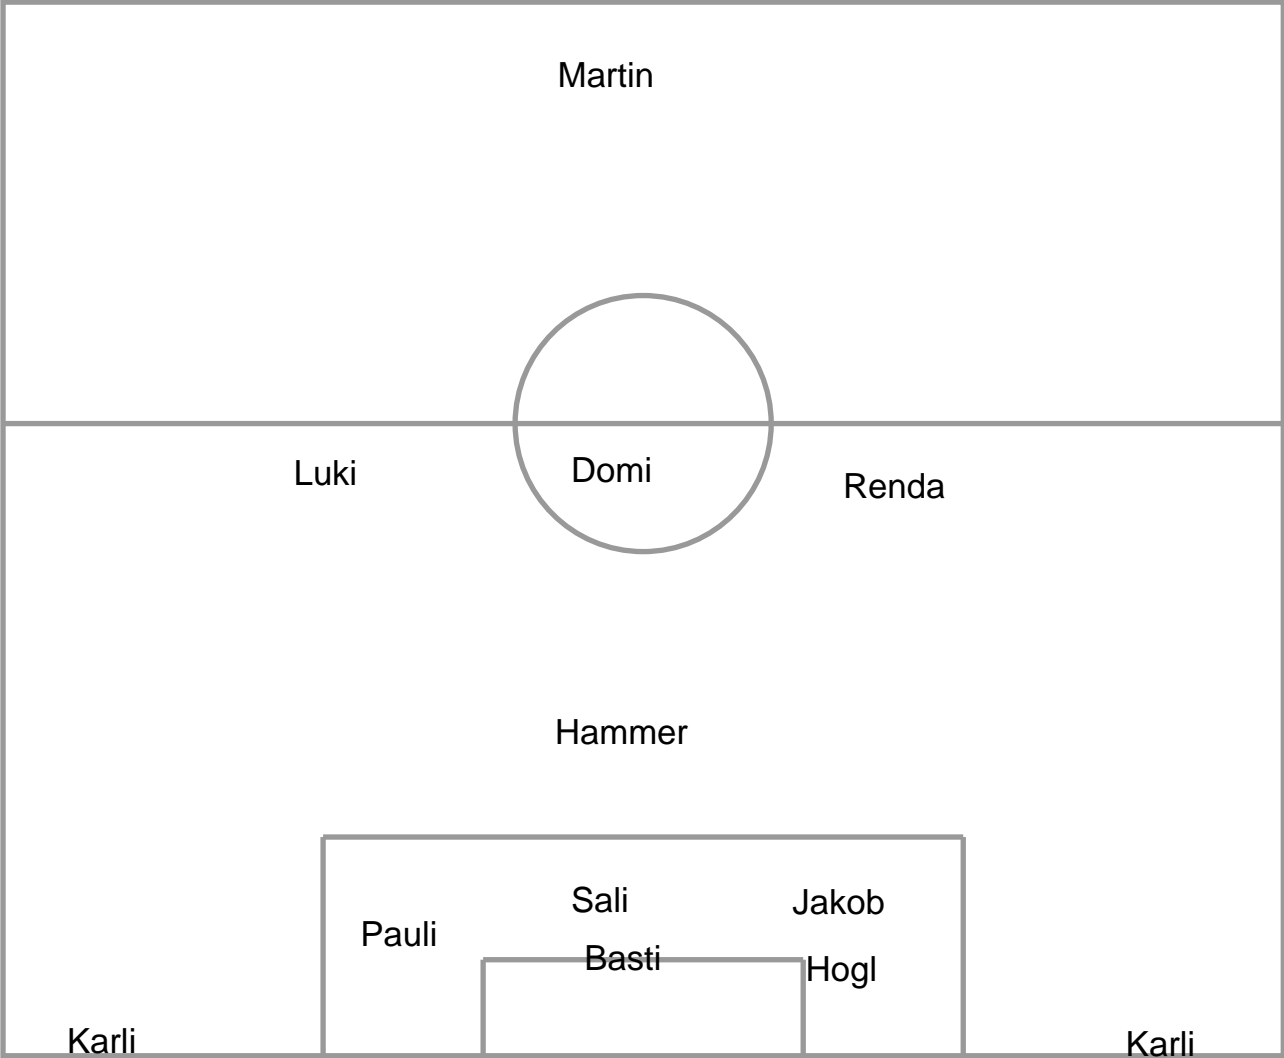 Martin
Luki
Domi
Renda
Hammer
Sali
Jakob
Pauli
Basti
Hogl
Karli
Karli